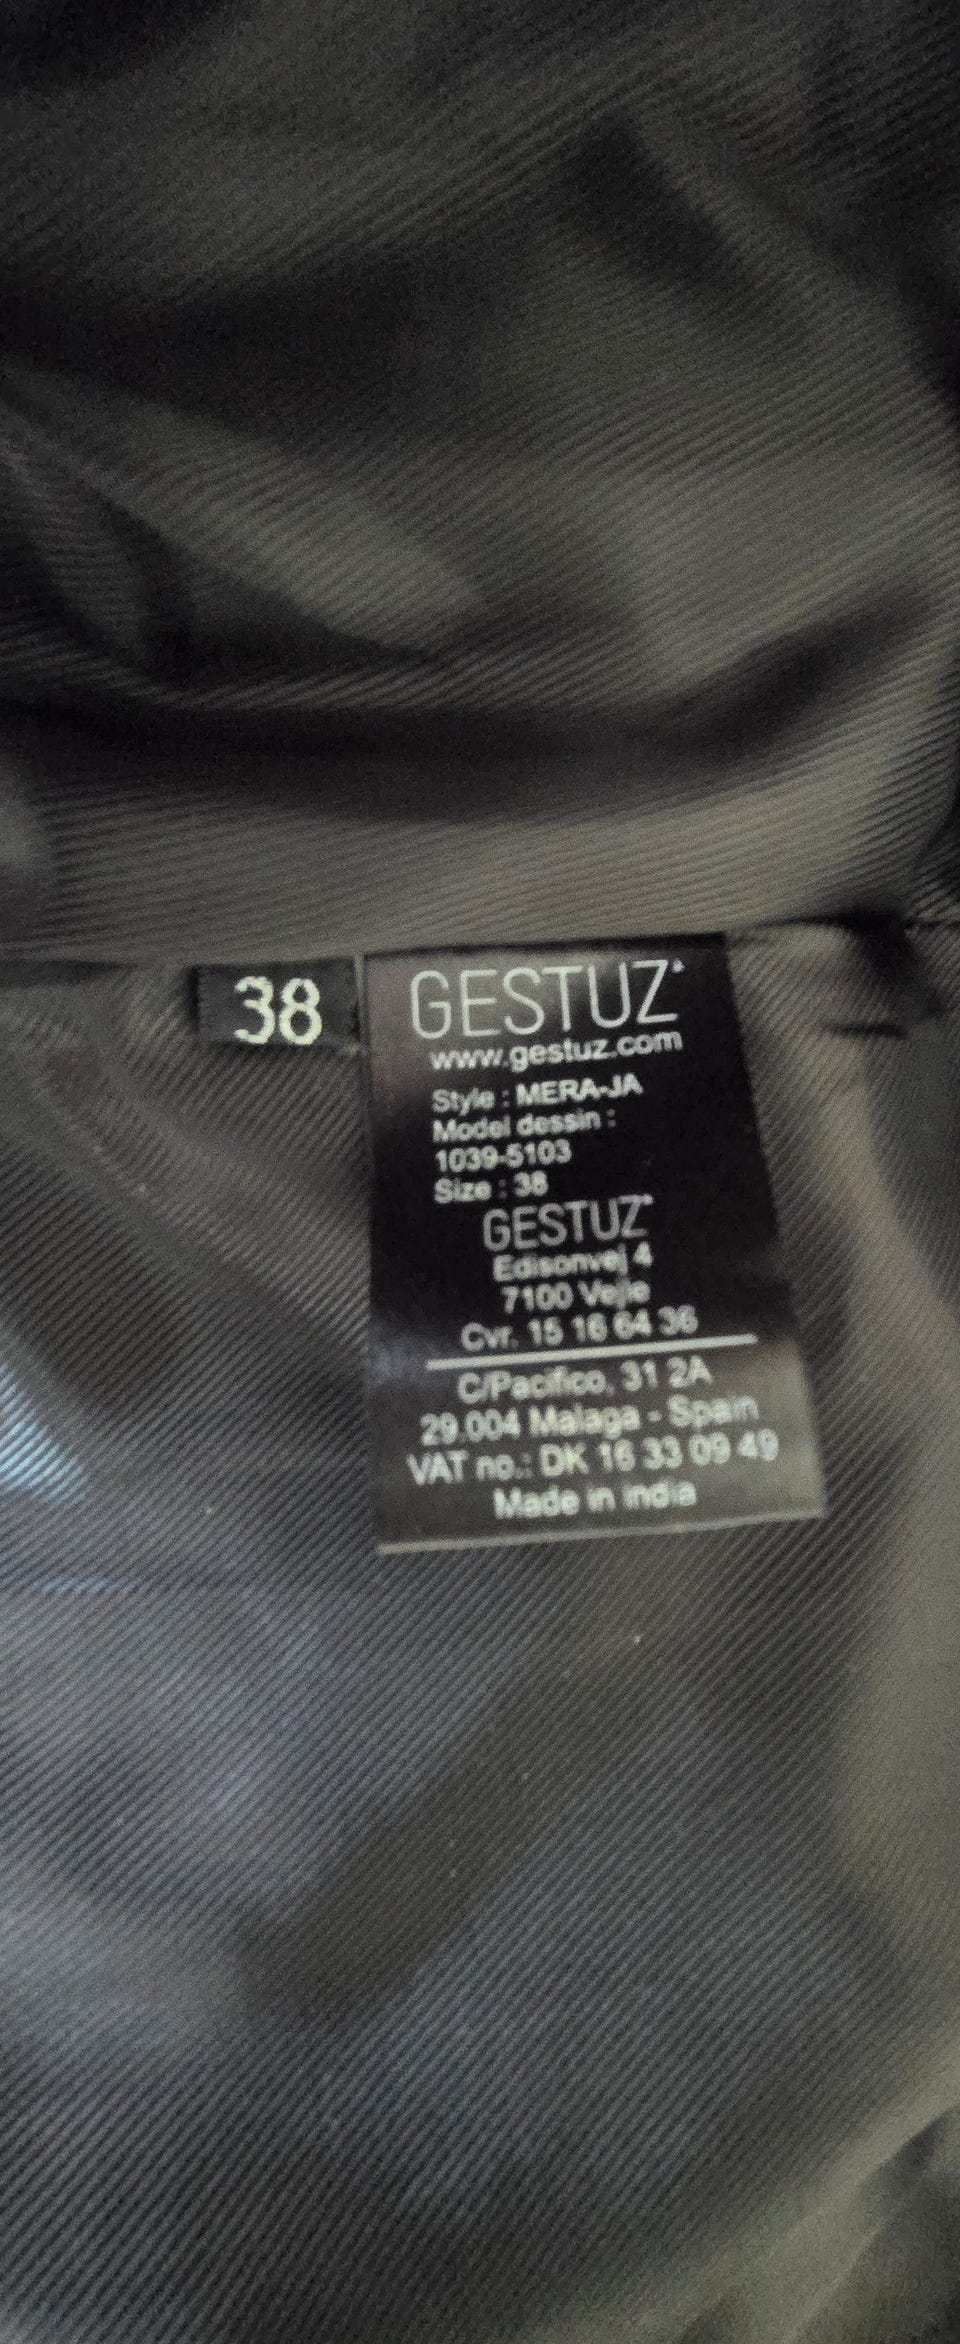 38
GESTUZ
www.gestuz.com
Style : MERA-JA
Model dessin :
1039-5103
Size : 38
GESTUZ
Edisonvej 4
7100 Vejle
Cvr. 15 16 64 36
C/Pacifico, 31 2A
29.004 Malaga - Spain
VAT no.: DK 16 33 09 49
Made in India